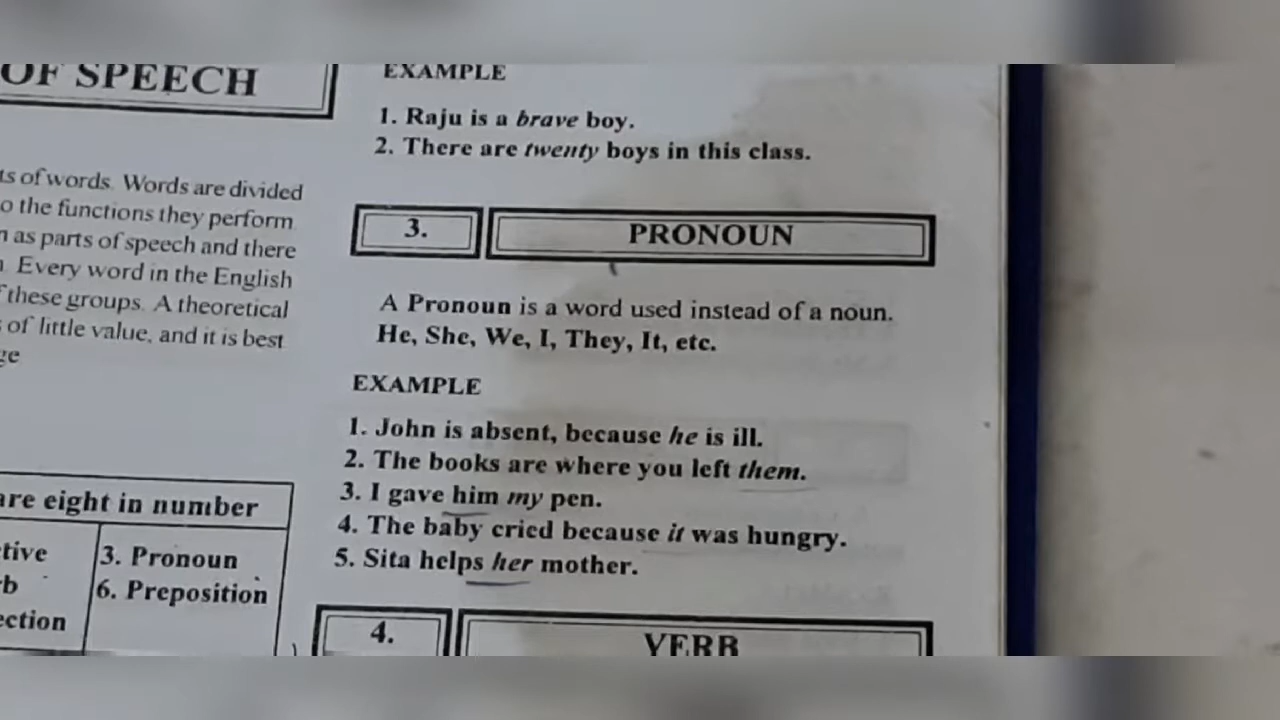 OF SPEECH
ts of words. Words are divided
o the functions they perform
as parts of speech and there
Every word in the English
these groups. A theoretical
of little value, and it is best
ge
are eight in number
ctive
3. Pronoun
b
6. Preposition
ection
EXAMPLE
1. Raju is a brave boy.
2. There are twenty boys in this class.
3.
PRONOUN
A Pronoun is a word used instead of a noun.
He, She, We, I, They, It, etc.
EXAMPLE
1. John is absent, because he is ill.
2. The books are where you left them.
3. I gave him my pen.
4. The baby cried because it was hungry.
5. Sita helps her mother.
4.
VERB